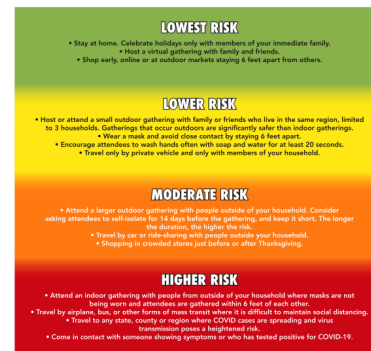 LOWEST RISK
• Stay at home. Celebrate holidays only with members of your immediate family.
• Host a virtual gathering with family and friends.
• Shop early, online or at outdoor markets staying 6 feet apart from others.
LOWER RISK
• Host or attend a small outdoor gathering with family or friends who live in the same region, limited
to 3 households. Gatherings that occur outdoors are significantly safer than indoor gatherings.
• Wear a mask and avoid close contact by staying 6 feet apart.
• Encourage attendees to wash hands often with soap and water for at least 20 seconds.
• Travel only by private vehicle and only with members of your household.
MODERATE RISK
• Attend a larger outdoor gathering with people outside of your household. Consider
asking attendees to self-isolate for 14 days before the gathering, and keep it short. The longer
the duration, the higher the risk.
• Travel by car or ride-sharing with people outside your household.
• Shopping in crowded stores just before or after Thanksgiving.
HIGHER RISK
• Attend an indoor gathering with people from outside of your household where masks are not
being worn and attendees are gathered within 6 feet of each other.
• Travel by airplane, bus, or other forms of mass transit where it is difficult to maintain social distancing.
• Travel to any state, county or region where COVID cases are spreading and virus
transmission poses a heightened risk.
• Come in contact with someone showing symptoms or who has tested positive for COVID-19.